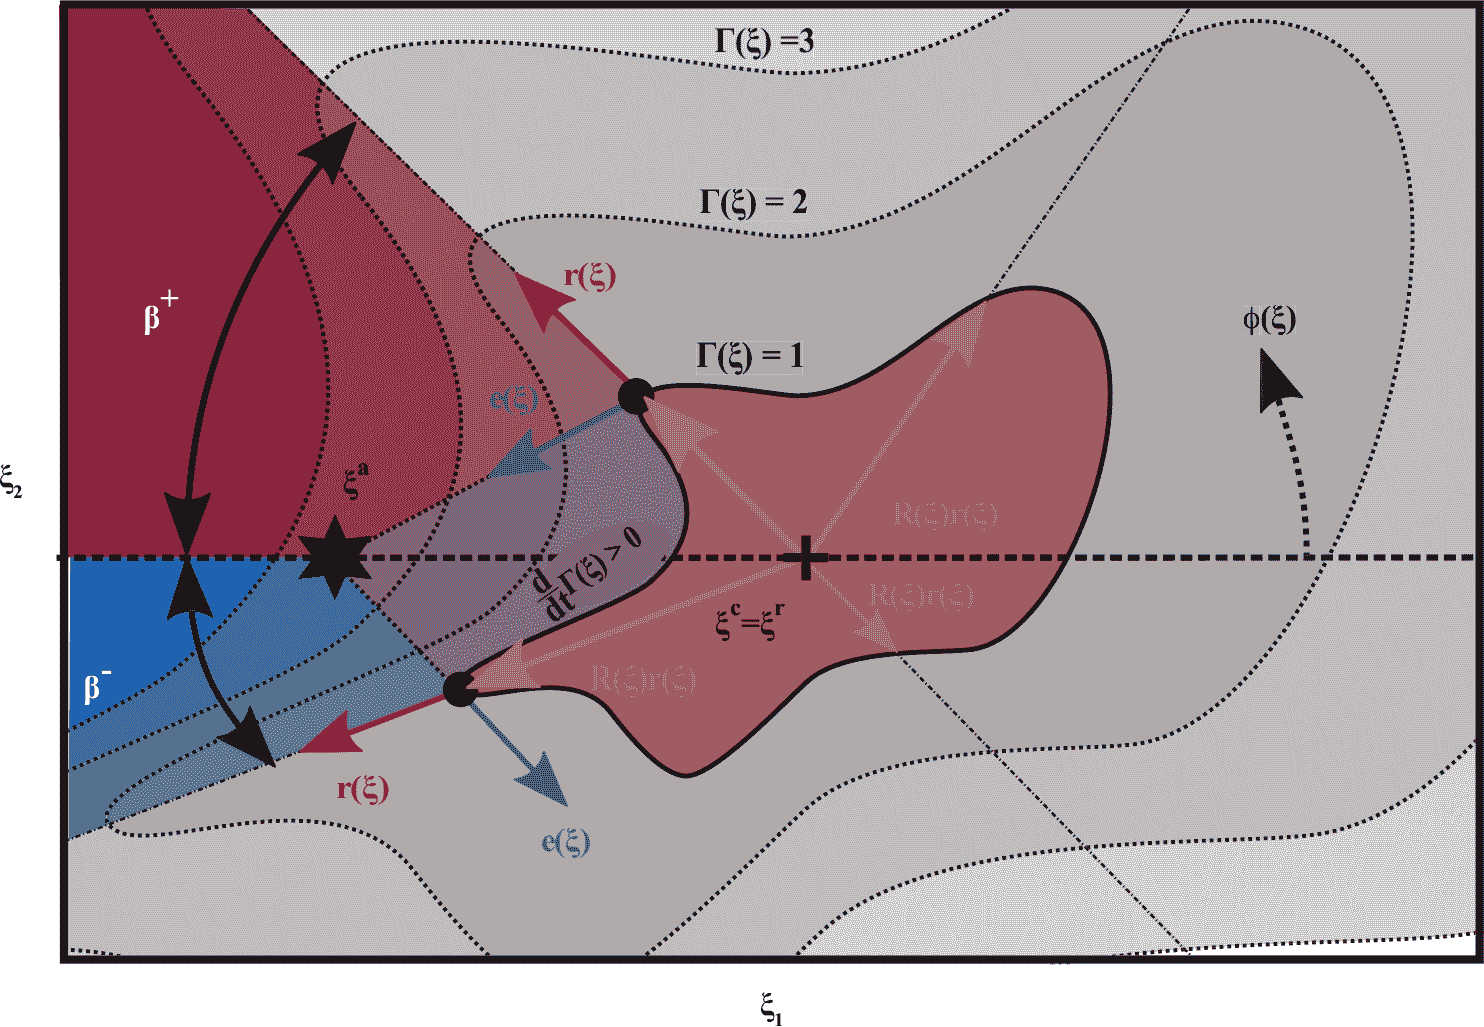 Γ(ξ) =3
Γ(ξ) = 2
r(ξ)
β+
ϕ(ξ)
Γ(ξ) = 1
e(ξ)
ξa
ξ2
R(ξ)r(ξ)
d/dt Γ(ξ) > 0
R(ξ)r(ξ)
ξc=ξr
R(ξ)r(ξ)
β-
r(ξ)
e(ξ)
ξ1